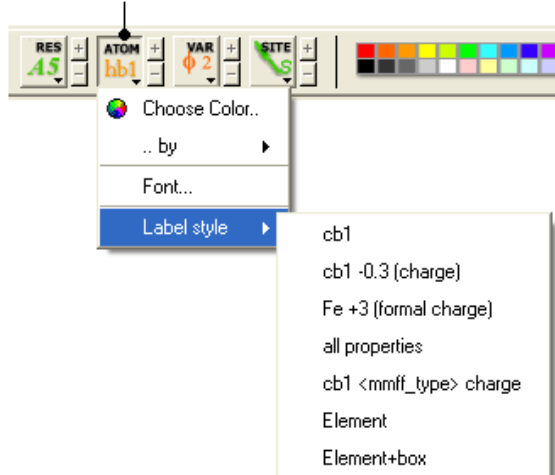 RES + ATOM + VAR + SITE +
A5 - hb1 - ϕ 2 - S -
Choose Color..
.. by
Font...
Label style
cb1
cb1 -0.3 (charge)
Fe +3 (formal charge)
all properties
cb1 <mmff_type> charge
Element
Element+box